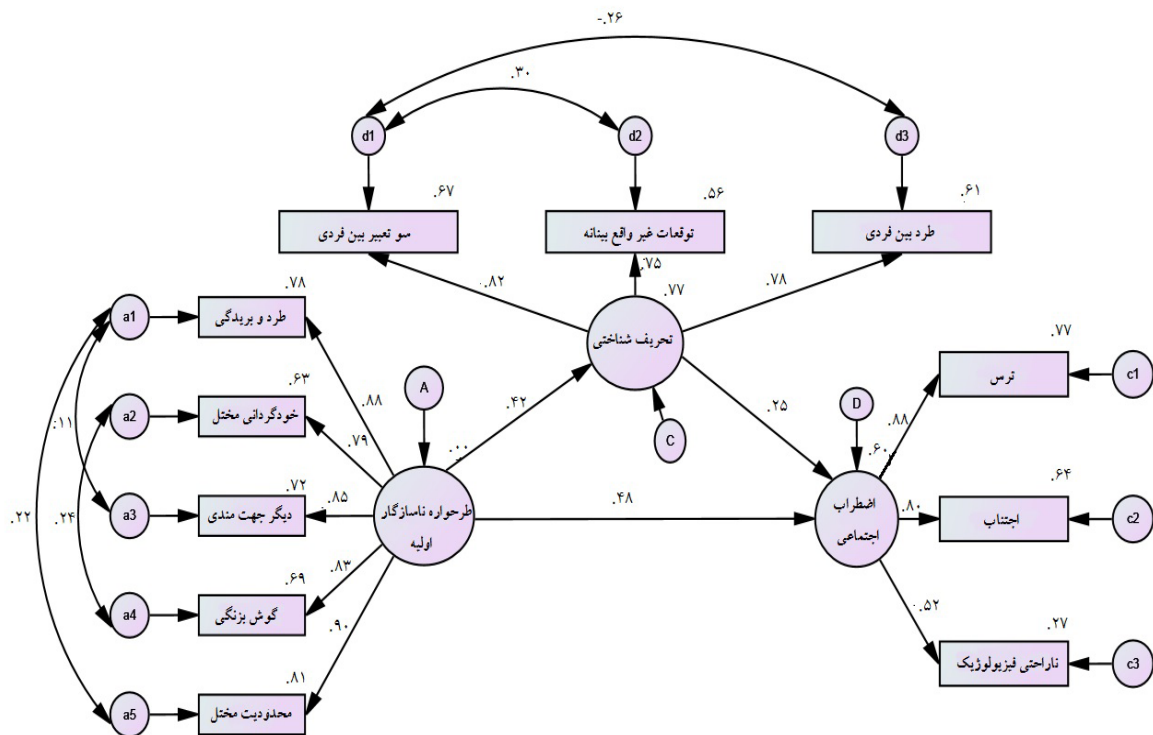 -.۲۶
.۳۰
d1
d2
d3
.۶۷
.۵۶
.۶۱
سو تعبیر بین فردی
توقعات غیر واقع بینانه
طرد بین فردی
.۸۲
.۷۵
.۷۸
.۷۷
تحریف شناختی
C
a1
.۷۸
طرد و بریدگی
a2
.۶۳
خودگردانی مختل
a3
.۷۲
دیگر جهت مندی
a4
.۶۹
گوش بزنگی
a5
.۸۱
محدودیت مختل
.۱۱
.۲۴
.۲۲
.۸۸
.۷۹
.۸۵
.۸۳
.۹۰
A
.۰۰
طرحواره ناسازگار
اولیه
.۴۲
.۲۵
.۴۸
D
.۶۰
اضطراب
اجتماعی
.۸۸
.۸۰
.۵۲
.۷۷
ترس
c1
.۶۴
اجتناب
c2
.۲۷
ناراحتی فیزیولوژیک
c3